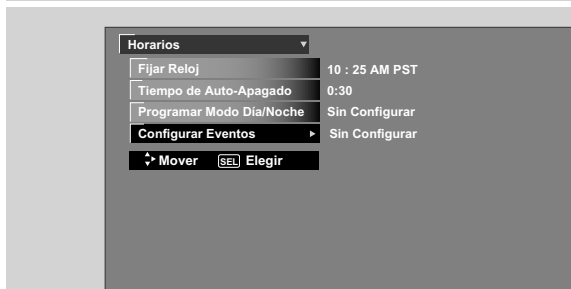 Horarios
Fijar Reloj 10 : 25 AM PST
Tiempo de Auto-Apagado 0:30
Programar Modo Día/Noche Sin Configurar
Configurar Eventos Sin Configurar
Mover SEL Elegir